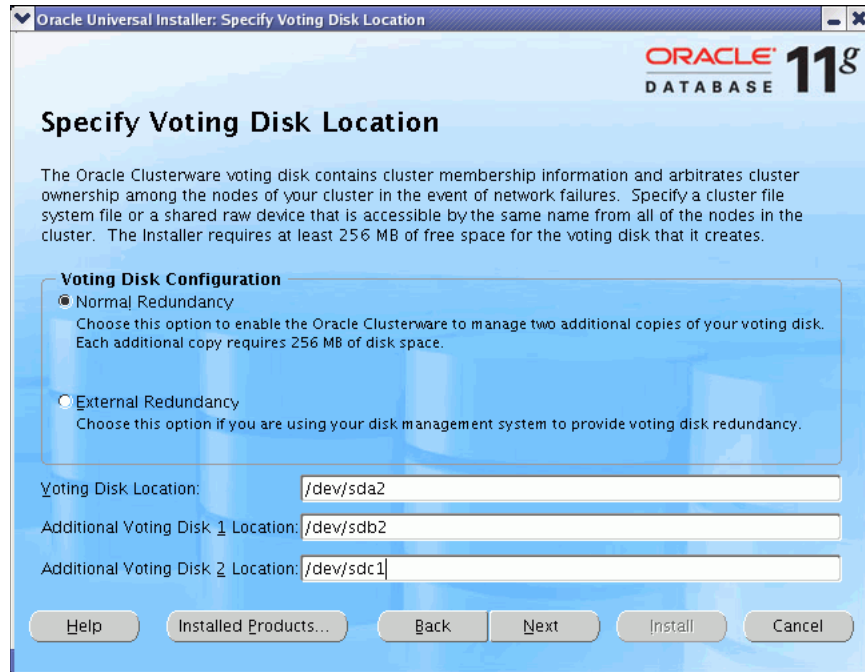 Oracle Universal Installer: Specify Voting Disk Location
ORACLE 11g
DATABASE
Specify Voting Disk Location
The Oracle Clusterware voting disk contains cluster membership information and arbitrates cluster
ownership among the nodes of your cluster in the event of network failures. Specify a cluster file
system file or a shared raw device that is accessible by the same name from all of the nodes in the
cluster. The Installer requires at least 256 MB of free space for the voting disk that it creates.
Voting Disk Configuration
Normal Redundancy
Choose this option to enable the Oracle Clusterware to manage two additional copies of your voting disk.
Each additional copy requires 256 MB of disk space.
External Redundancy
Choose this option if you are using your disk management system to provide voting disk redundancy.
Voting Disk Location: /dev/sda2
Additional Voting Disk 1 Location: /dev/sdb2
Additional Voting Disk 2 Location: /dev/sdc1
Help Installed Products... Back Next Install Cancel